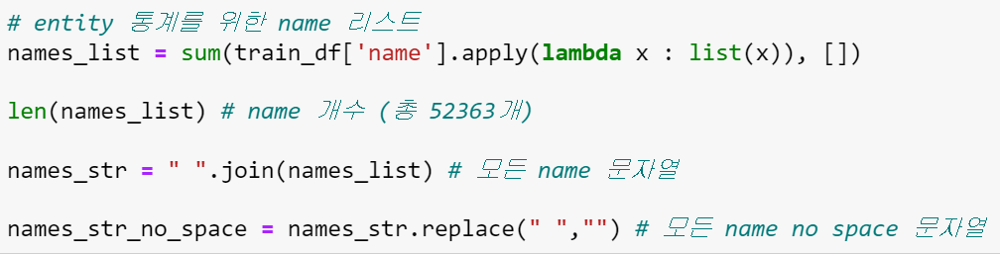 # entity 통계를 위한 name 리스트
names_list = sum(train_df['name'].apply(lambda x : list(x)), [])
len(names_list) # name 개수 (총 52363개)
names_str = " ".join(names_list) # 모든 name 문자열
names_str_no_space = names_str.replace(" ","") # 모든 name no space 문자열